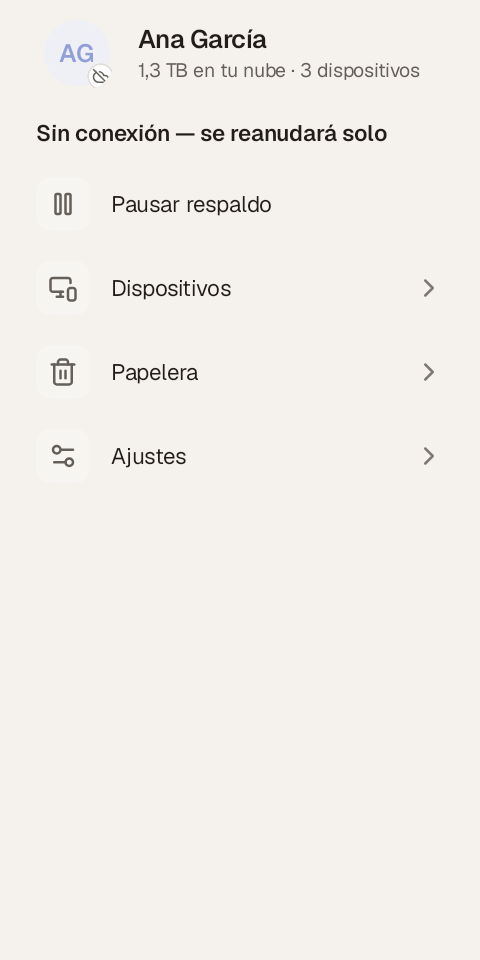 AG
Ana García
1,3 TB en tu nube · 3 dispositivos
Sin conexión — se reanudará solo
Pausar respaldo
Dispositivos
Papelera
Ajustes